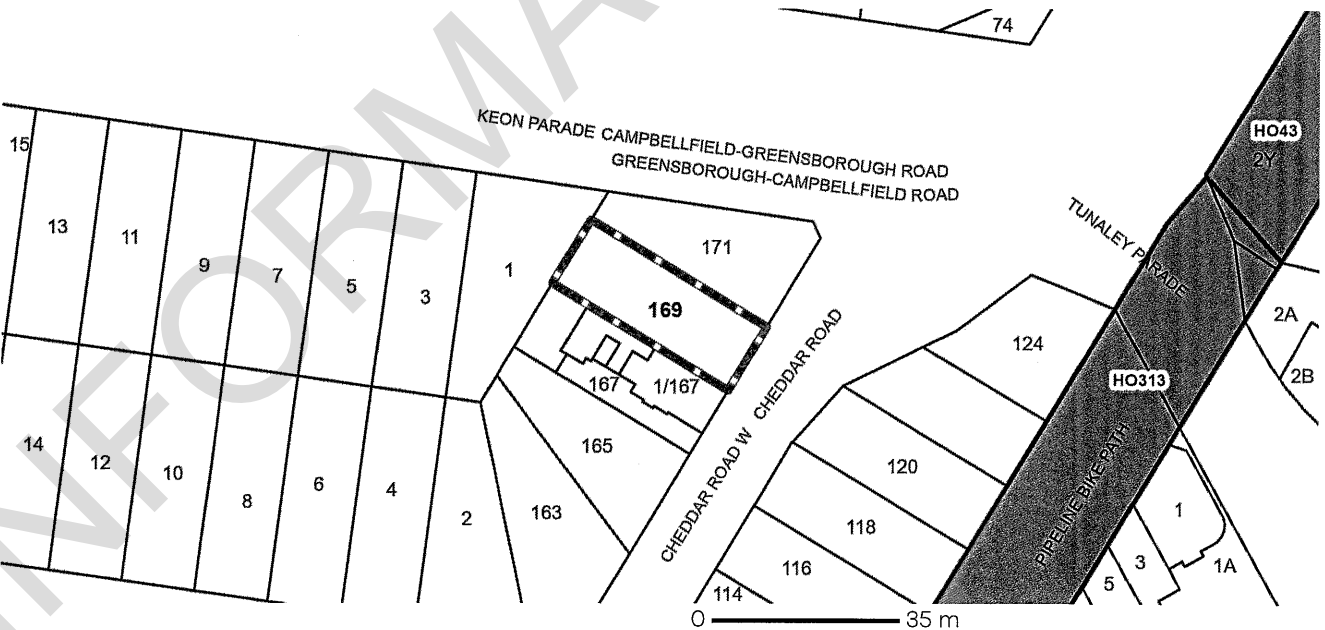 74
KEON PARADE CAMPBELLFIELD-GREENSBOROUGH ROAD
GREENSBOROUGH-CAMPBELLFIELD ROAD
HO43
2Y
15
13
11
9
7
5
3
1
171
169
TUNALEY PARADE
2A
2B
124
HO313
167
1/167
CHEDDAR ROAD W CHEDDAR ROAD
165
163
120
118
116
114
PIPELINE BIKE PATH
1
3
5
1A
14
12
10
8
6
4
2
0 35 m
INFORMA